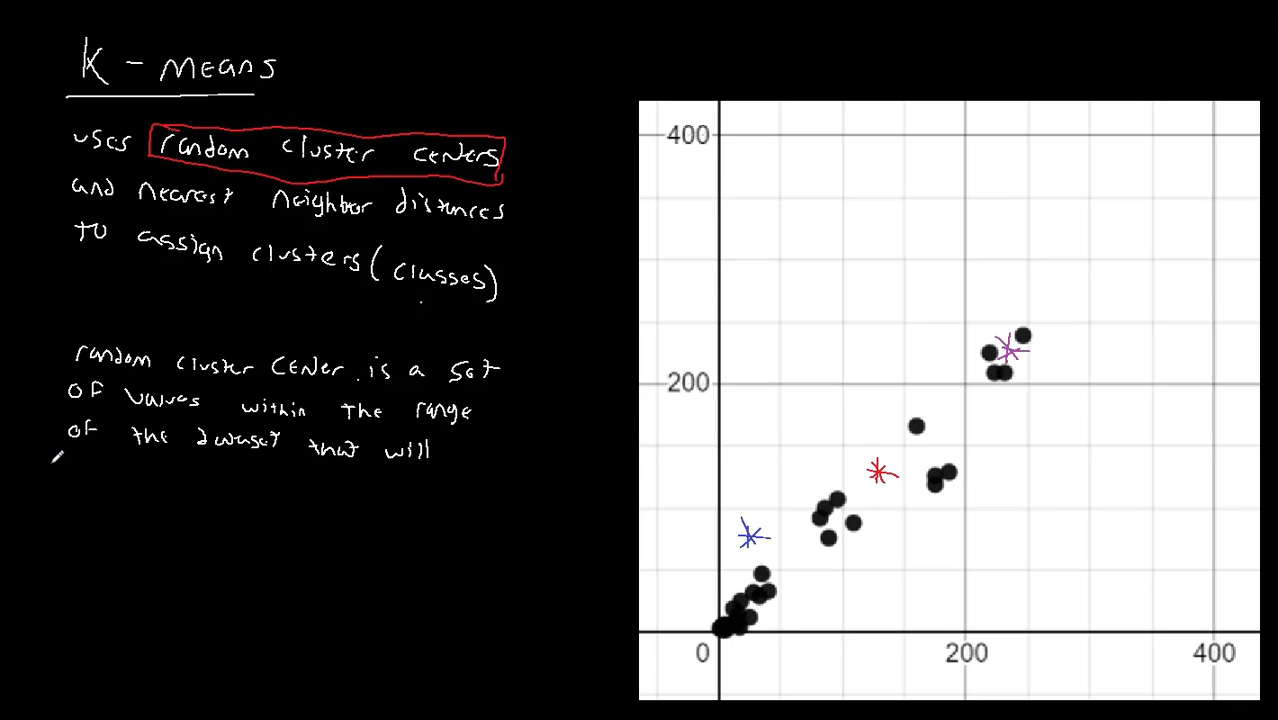 K - means
uses random cluster centers
and nearest neighbor distances
to assign clusters (classes)
random cluster center is a set
of values within the range
of the dataset that will
400
200
0 200 400